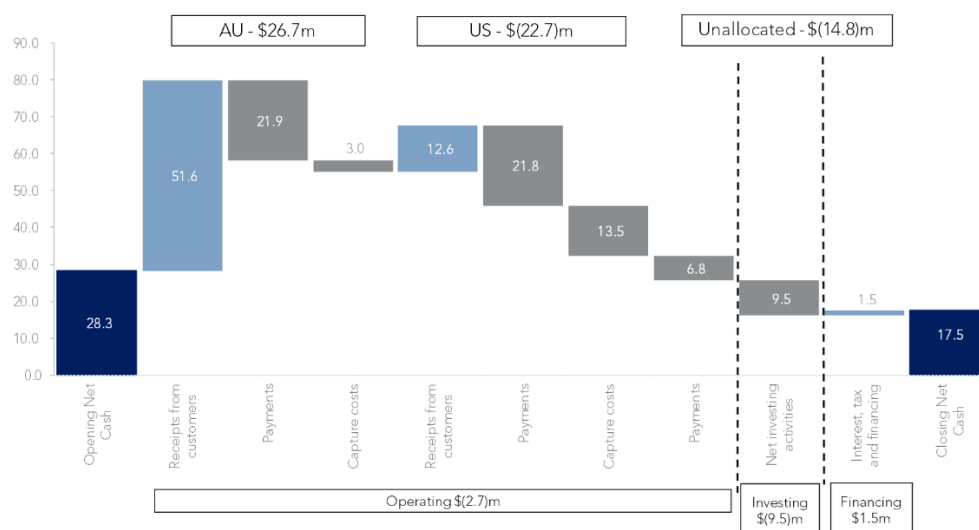 AU - $26.7m
US - $(22.7)m
Unallocated - $(14.8)m
90.0
80.0
70.0
60.0
50.0
40.0
30.0
20.0
10.0
0.0
28.3
51.6
21.9
3.0
12.6
21.8
13.5
6.8
9.5
1.5
17.5
Opening Net
Cash
Receipts from
customers
Payments
Capture costs
Receipts from
customers
Payments
Capture costs
Payments
Net investing
activities
Interest, tax
and financing
Closing Net
Cash
Operating $(2.7)m
Investing
$(9.5)m
Financing
$1.5m